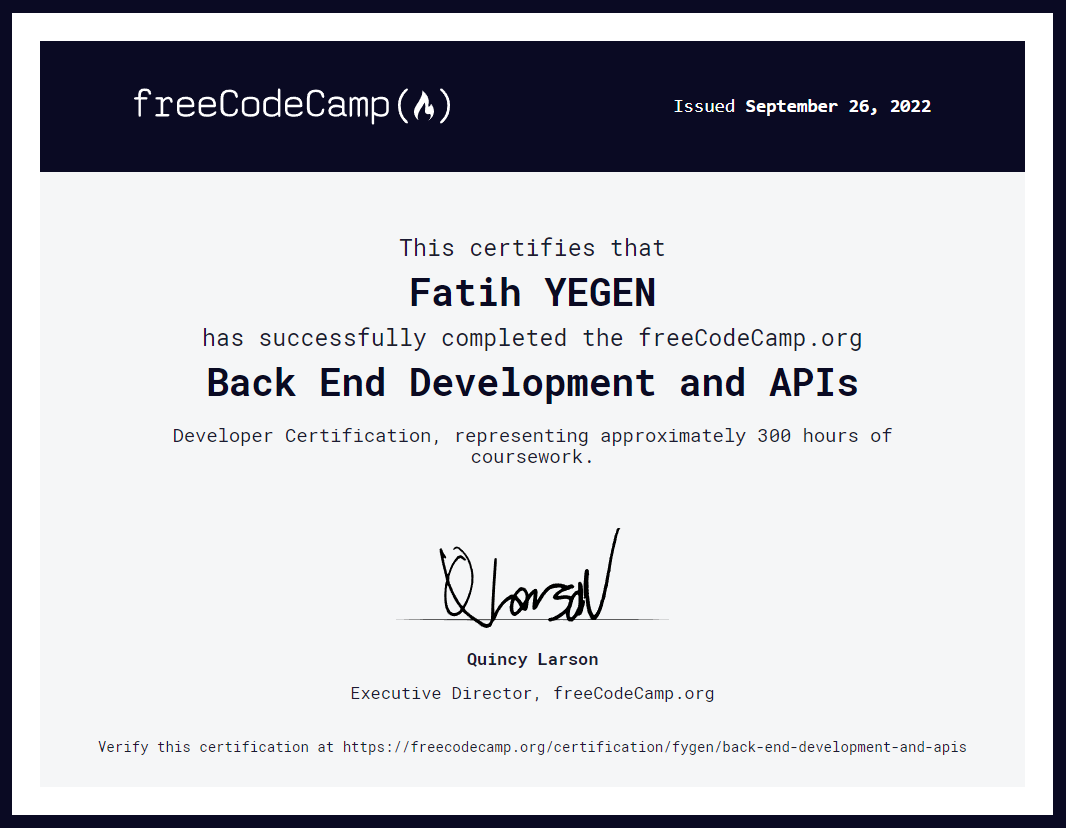 freeCodeCamp
Issued September 26, 2022
This certifies that
Fatih YEGEN
has successfully completed the freeCodeCamp.org
Back End Development and APIs
Developer Certification, representing approximately 300 hours of
coursework.
Q Larson
Quincy Larson
Executive Director, freeCodeCamp.org
Verify this certification at https://freecodecamp.org/certification/fygen/back-end-development-and-apis